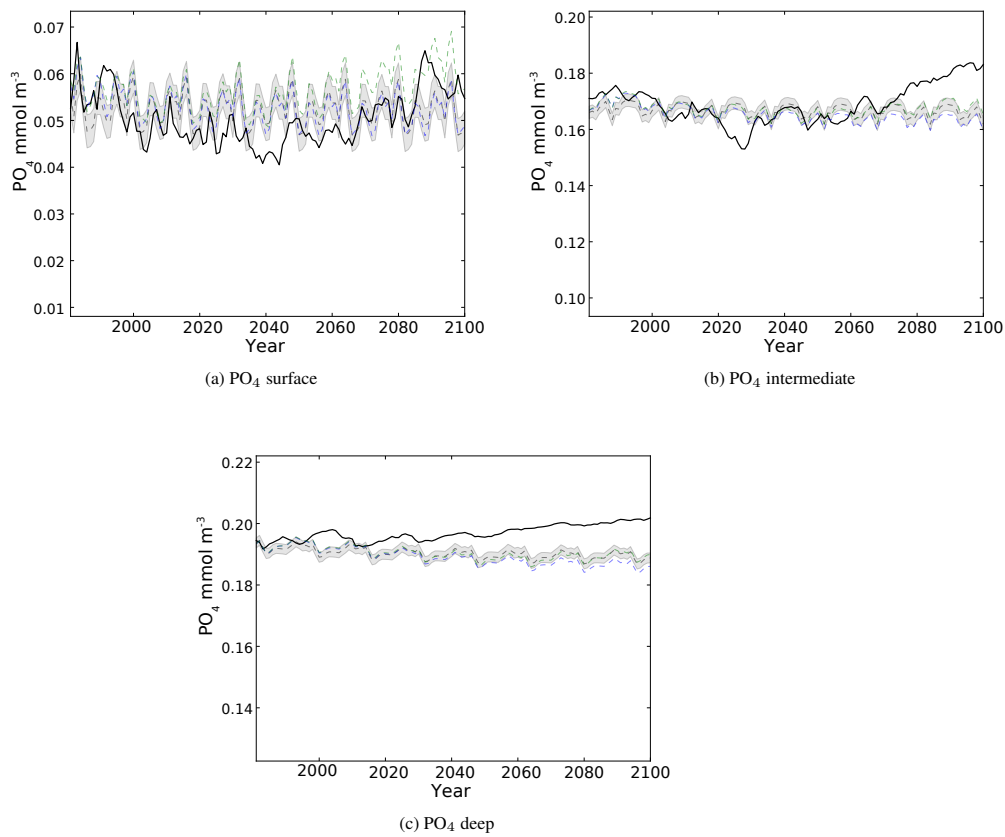 0.07
0.06
0.05
0.04
0.03
0.02
0.01
PO₄ mmol m⁻³
2000 2020 2040 2060 2080 2100
Year
(a) PO₄ surface
0.20
0.18
0.16
0.14
0.12
0.10
PO₄ mmol m⁻³
2000 2020 2040 2060 2080 2100
Year
(b) PO₄ intermediate
0.22
0.20
0.18
0.16
0.14
PO₄ mmol m⁻³
2000 2020 2040 2060 2080 2100
Year
(c) PO₄ deep